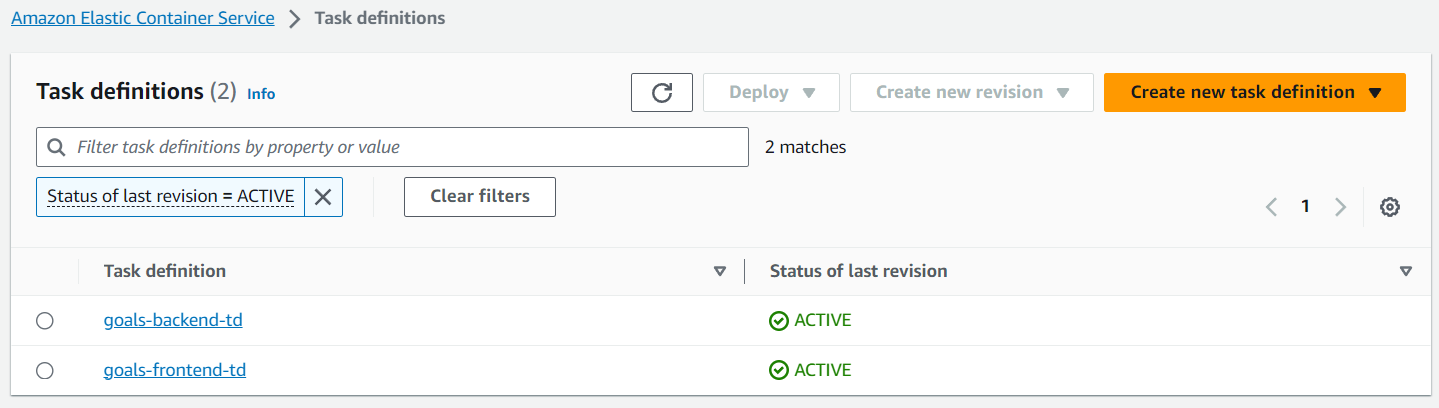 Amazon Elastic Container Service > Task definitions
Task definitions (2) Info Deploy Create new revision Create new task definition
Filter task definitions by property or value 2 matches
Status of last revision = ACTIVE Clear filters
1
Task definition Status of last revision
goals-backend-td ACTIVE
goals-frontend-td ACTIVE